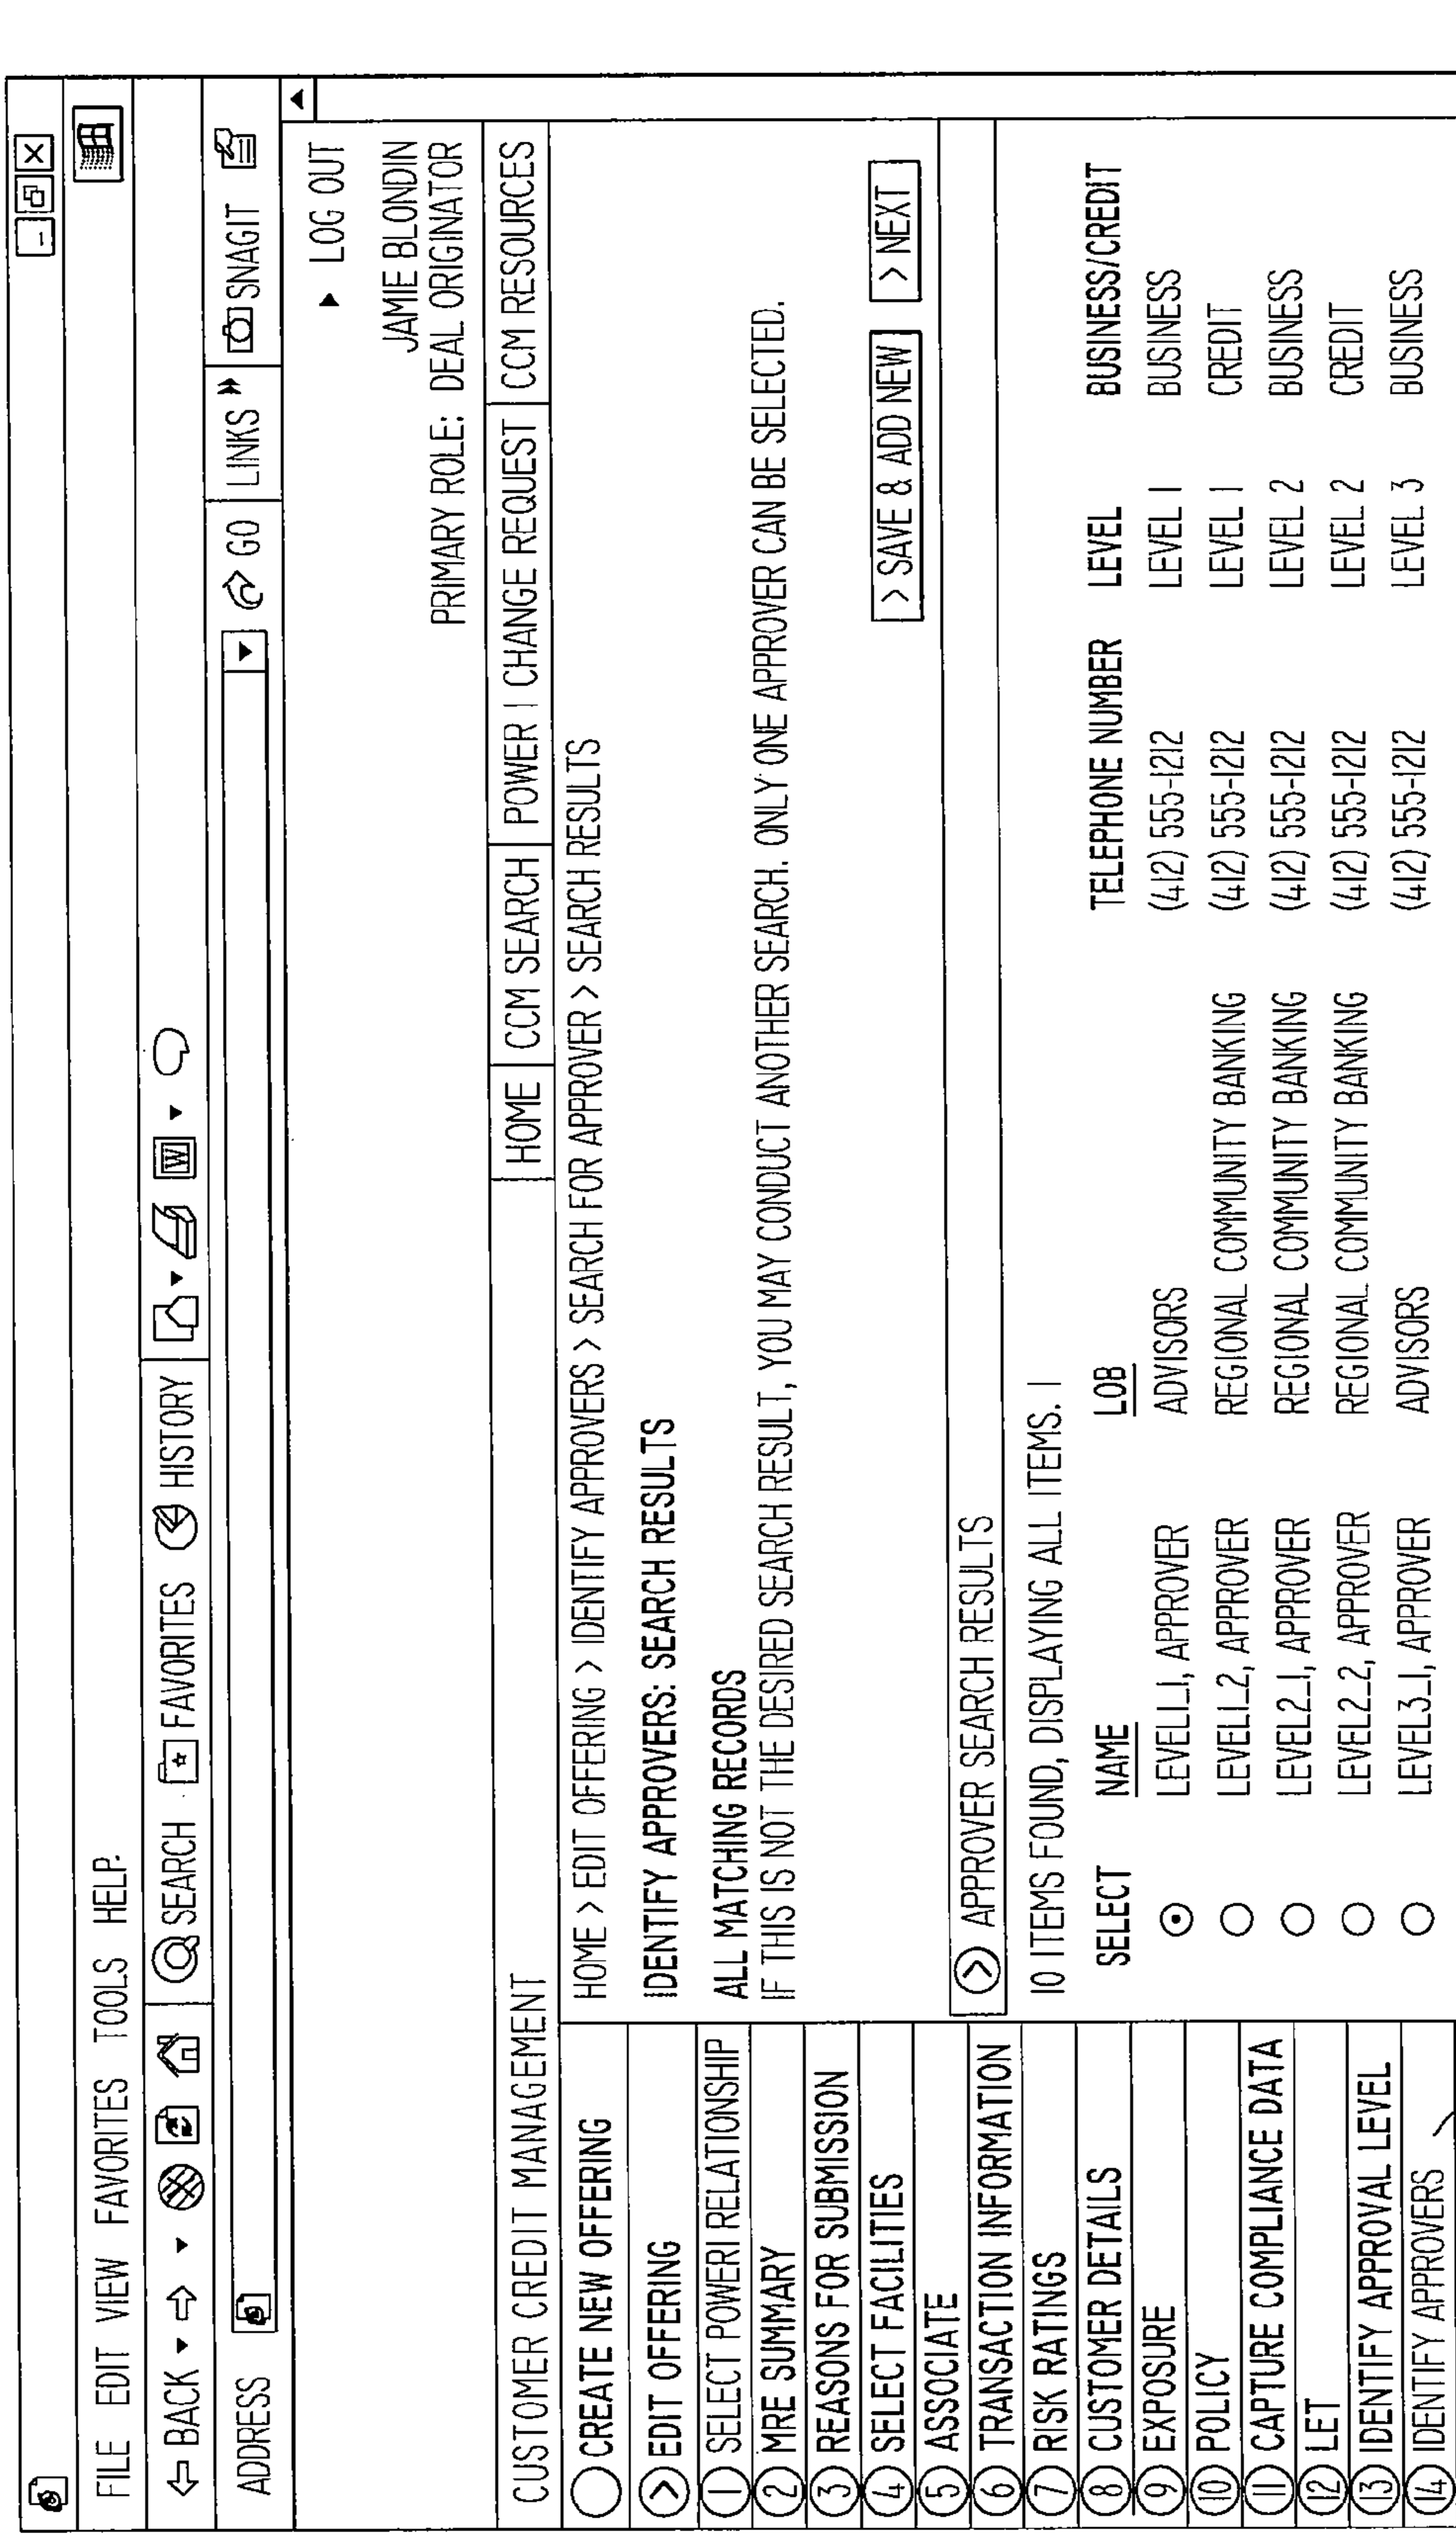 FILE EDIT VIEW FAVORITES TOOLS HELP
BACK SEARCH FAVORITES HISTORY W
ADDRESS GO LINKS » SNAGIT
LOG OUT
JAMIE BLONDIN
PRIMARY ROLE: DEAL ORIGINATOR
CUSTOMER CREDIT MANAGEMENT HOME CCM SEARCH POWER 1 CHANGE REQUEST CCM RESOURCES
CREATE NEW OFFERING
> EDIT OFFERING
1 SELECT POWER1 RELATIONSHIP
2 MRE SUMMARY
3 REASONS FOR SUBMISSION
4 SELECT FACILITIES
5 ASSOCIATE
6 TRANSACTION INFORMATION
7 RISK RATINGS
8 CUSTOMER DETAILS
9 EXPOSURE
10 POLICY
11 CAPTURE COMPLIANCE DATA
12 LET
13 IDENTIFY APPROVAL LEVEL
14 IDENTIFY APPROVERS
HOME > EDIT OFFERING > IDENTIFY APPROVERS > SEARCH FOR APPROVER > SEARCH RESULTS
IDENTIFY APPROVERS: SEARCH RESULTS
ALL MATCHING RECORDS
IF THIS IS NOT THE DESIRED SEARCH RESULT, YOU MAY CONDUCT ANOTHER SEARCH. ONLY ONE APPROVER CAN BE SELECTED.
> SAVE & ADD NEW > NEXT
> APPROVER SEARCH RESULTS
10 ITEMS FOUND, DISPLAYING ALL ITEMS. 1
SELECT NAME LOB TELEPHONE NUMBER LEVEL BUSINESS/CREDIT
LEVEL1_1, APPROVER ADVISORS (412) 555-1212 LEVEL 1 BUSINESS
LEVEL1_2, APPROVER REGIONAL COMMUNITY BANKING (412) 555-1212 LEVEL 1 CREDIT
LEVEL2_1, APPROVER REGIONAL COMMUNITY BANKING (412) 555-1212 LEVEL 2 BUSINESS
LEVEL2_2, APPROVER REGIONAL COMMUNITY BANKING (412) 555-1212 LEVEL 2 CREDIT
LEVEL3_1, APPROVER ADVISORS (412) 555-1212 LEVEL 3 BUSINESS